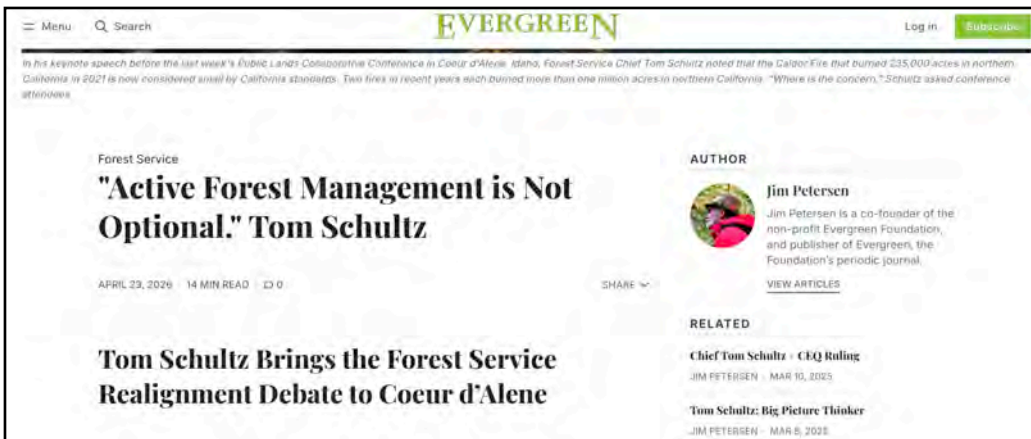 Menu Search EVERGREEN Log in Subscribe
In his keynote speech before the last week's Public Lands Collaborative Conference in Coeur d'Alene, Idaho, Forest Service Chief Tom Schultz noted that the Caldor Fire that burned 235,000 acres in northern
California in 2021 is now considered small by California standards. Two fires in recent years each burned more than one million acres in northern California. "Where is the concern," Schultz asked conference
attendees.
Forest Service
"Active Forest Management is Not
Optional." Tom Schultz
APRIL 23, 2026 14 MIN READ 0 SHARE
Tom Schultz Brings the Forest Service
Realignment Debate to Coeur d'Alene
AUTHOR
Jim Petersen
Jim Petersen is a co-founder of the
non-profit Evergreen Foundation,
and publisher of Evergreen, the
Foundation's periodic journal.
VIEW ARTICLES
RELATED
Chief Tom Schultz + CEQ Ruling
JIM PETERSEN MAR 10, 2025
Tom Schultz: Big Picture Thinker
JIM PETERSEN MAR 8, 2025